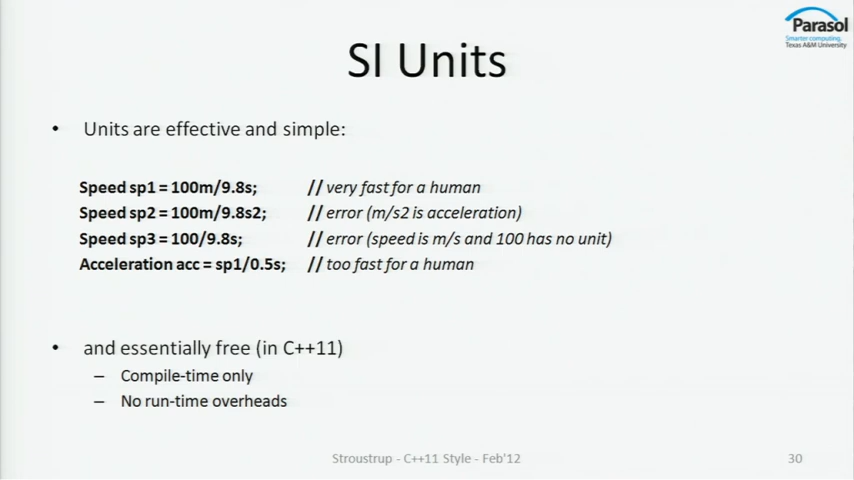 Parasol
Smarter computing.
Texas A&M University
SI Units
• Units are effective and simple:
Speed sp1 = 100m/9.8s; // very fast for a human
Speed sp2 = 100m/9.8s2; // error (m/s2 is acceleration)
Speed sp3 = 100/9.8s; // error (speed is m/s and 100 has no unit)
Acceleration acc = sp1/0.5s; // too fast for a human
• and essentially free (in C++11)
– Compile-time only
– No run-time overheads
Stroustrup - C++11 Style - Feb'12
30